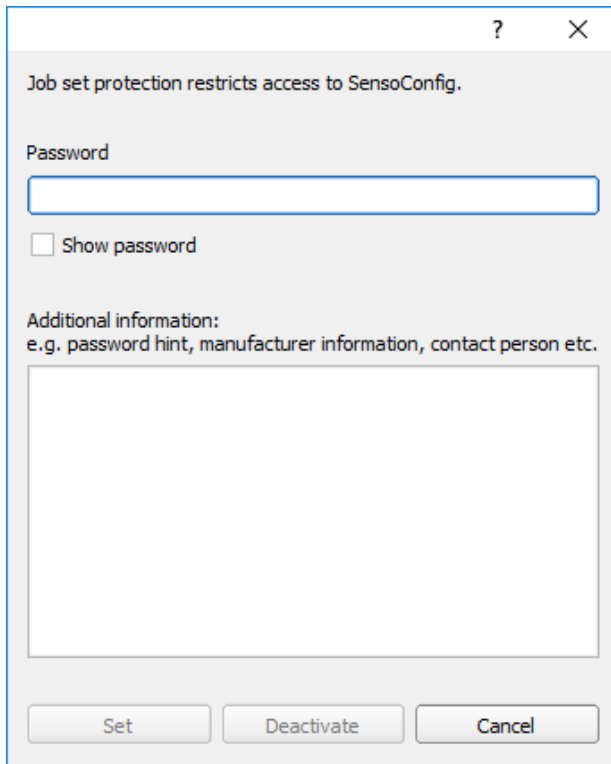 ?
Job set protection restricts access to SensoConfig.
Password
Show password
Additional information:
e.g. password hint, manufacturer information, contact person etc.
Set Deactivate Cancel